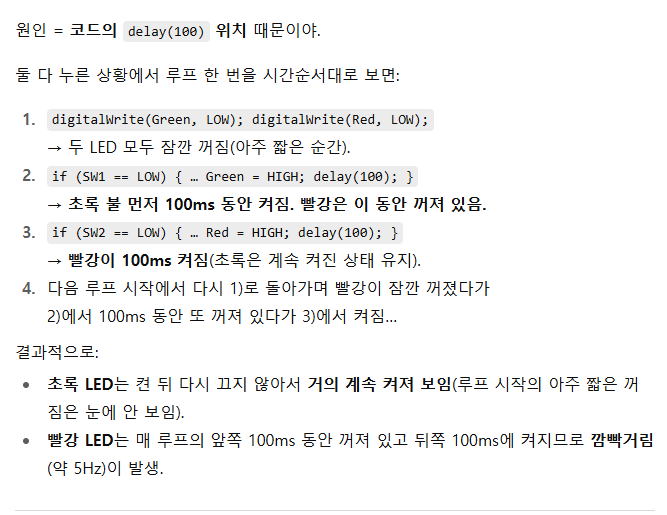 원인 = 코드의 delay(100) 위치 때문이야.
둘 다 누른 상황에서 루프 한 번을 시간순서대로 보면:
1. digitalWrite(Green, LOW); digitalWrite(Red, LOW);
→ 두 LED 모두 잠깐 꺼짐(아주 짧은 순간).
2. if (SW1 == LOW) { … Green = HIGH; delay(100); }
→ 초록 불 먼저 100ms 동안 켜짐. 빨강은 이 동안 꺼져 있음.
3. if (SW2 == LOW) { … Red = HIGH; delay(100); }
→ 빨강이 100ms 켜짐(초록은 계속 켜진 상태 유지).
4. 다음 루프 시작에서 다시 1)로 돌아가며 빨강이 잠깐 꺼졌다가
2)에서 100ms 동안 또 꺼져 있다가 3)에서 켜짐…
결과적으로:
• 초록 LED는 켠 뒤 다시 끄지 않아서 거의 계속 켜져 보임(루프 시작의 아주 짧은 꺼
짐은 눈에 안 보임).
• 빨강 LED는 매 루프의 앞쪽 100ms 동안 꺼져 있고 뒤쪽 100ms에 켜지므로 깜빡거림
(약 5Hz)이 발생.